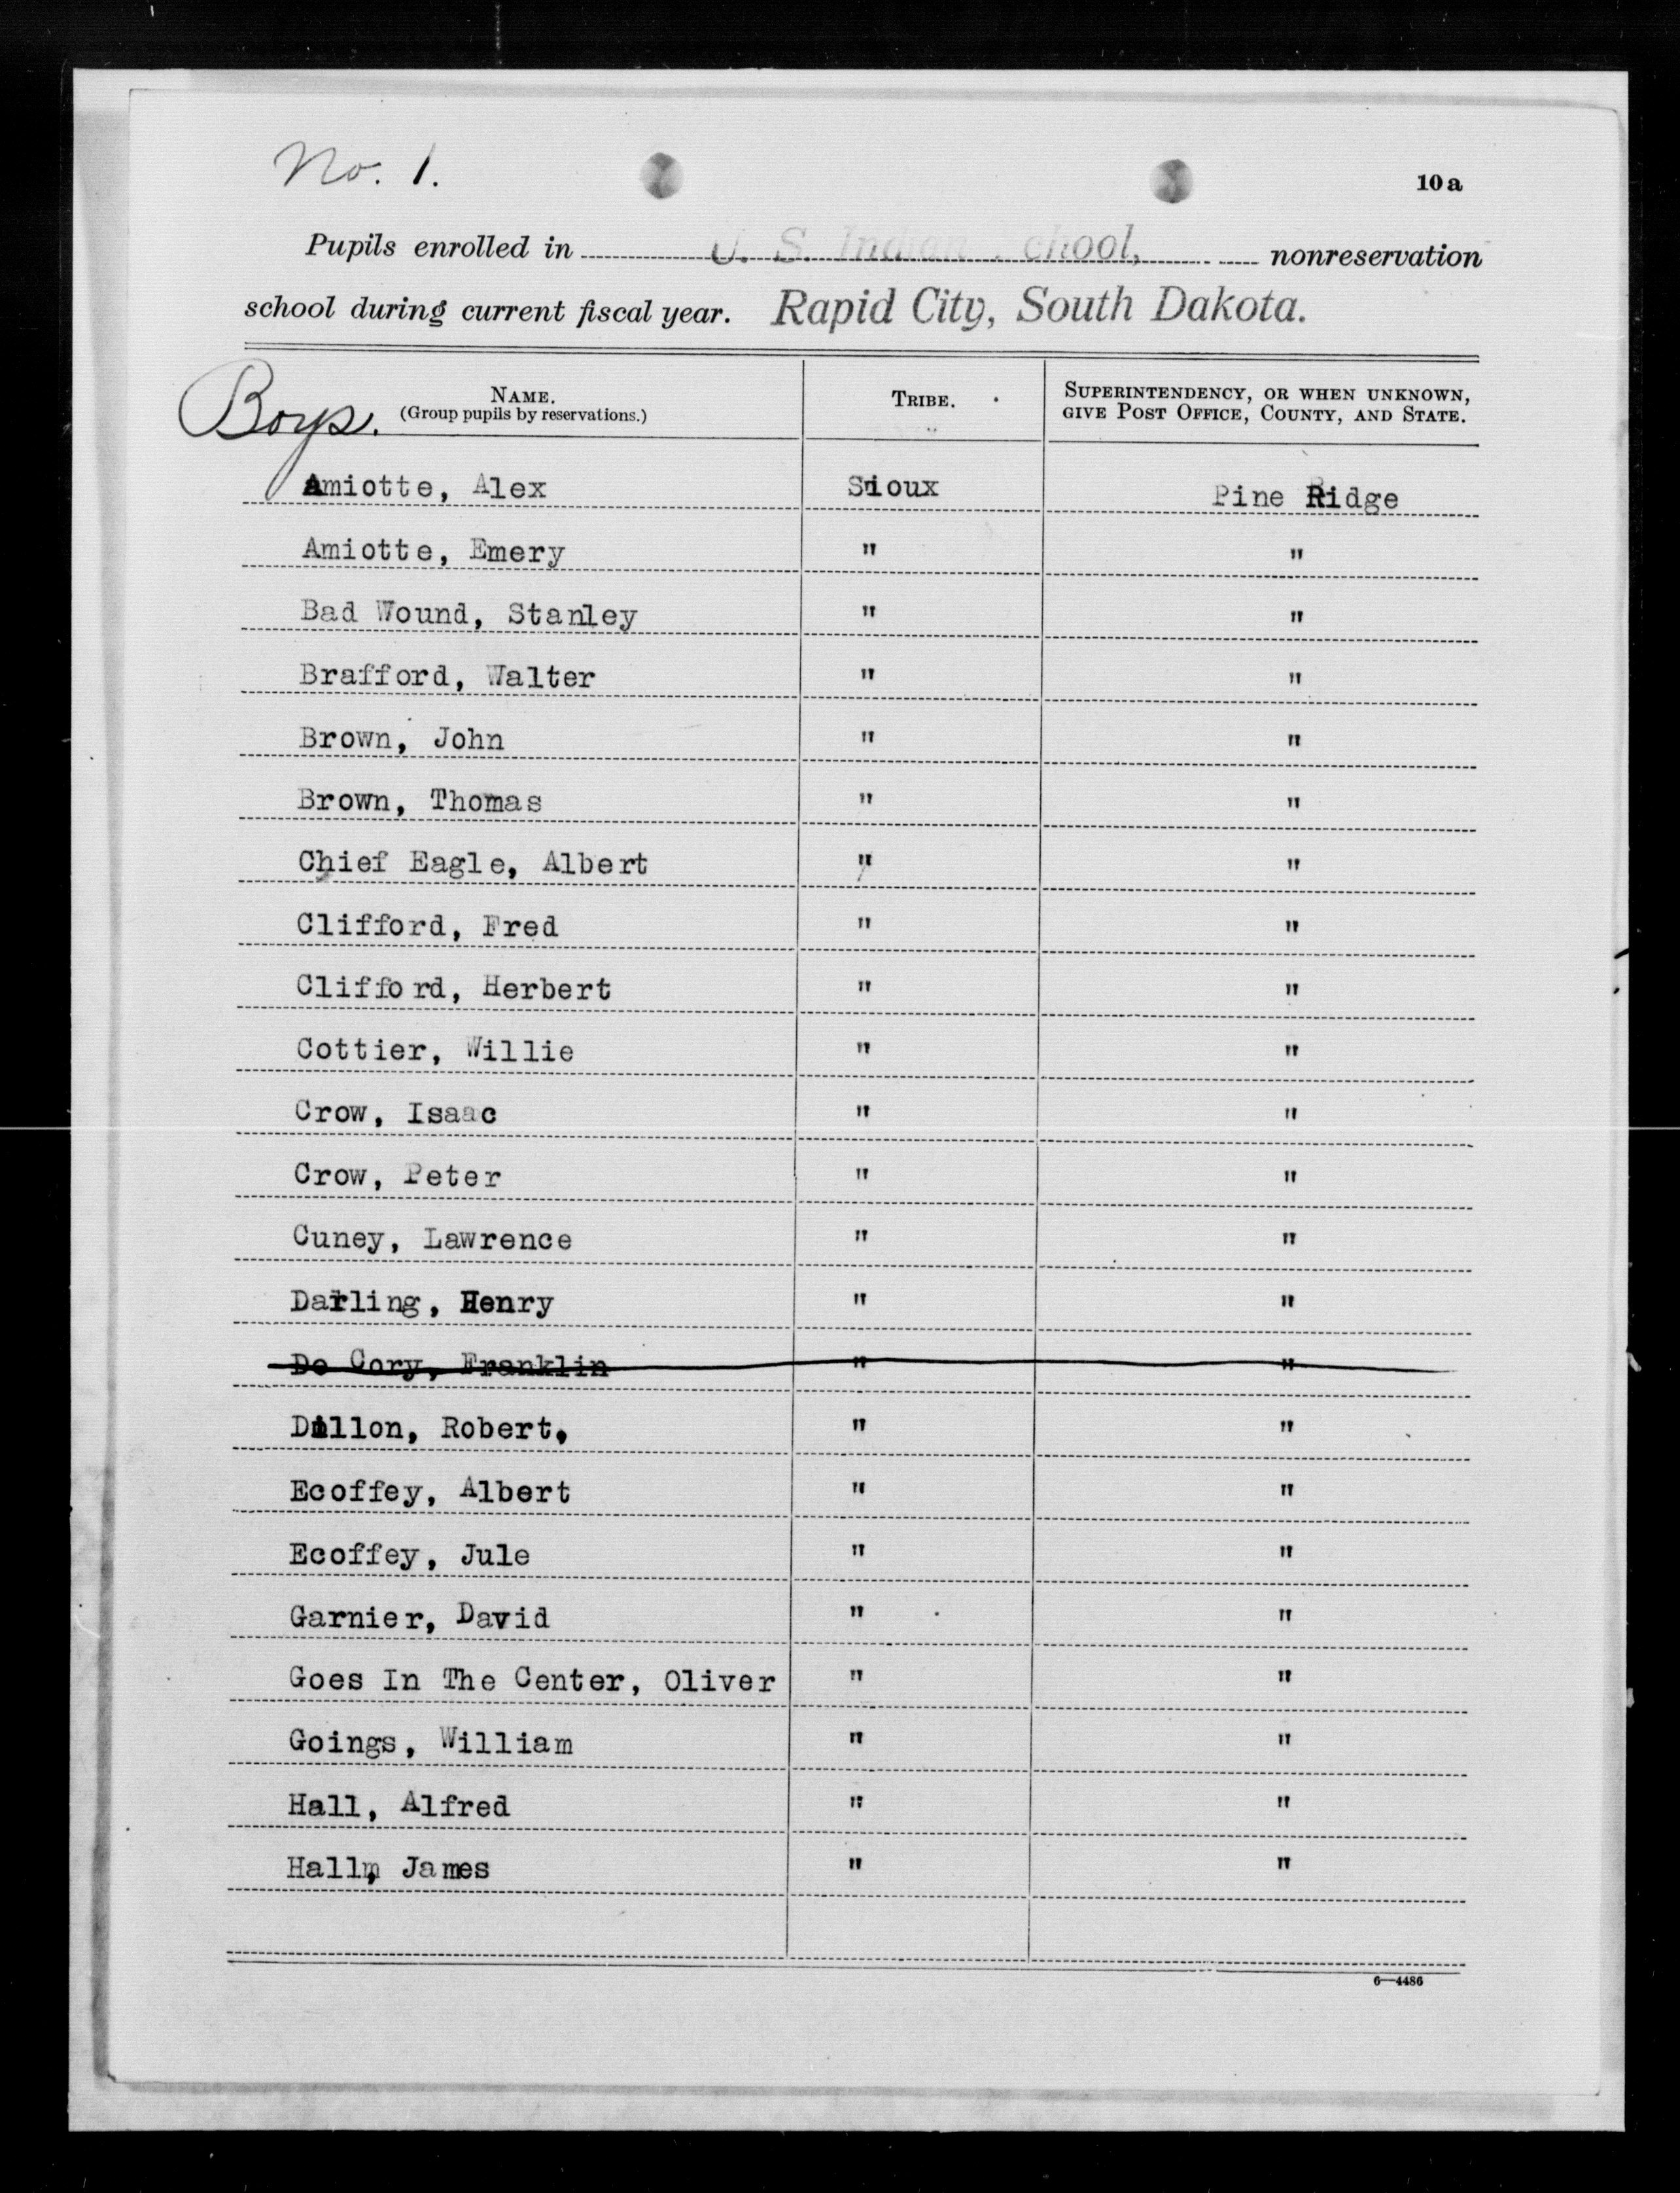 No. 1.
10a
Pupils enrolled in U. S. Indian School, nonreservation
school during current fiscal year. Rapid City, South Dakota.
Boys.
NAME. TRIBE. SUPERINTENDENCY, OR WHEN UNKNOWN,
(Group pupils by reservations.) GIVE POST OFFICE, COUNTY, AND STATE.
Amiotte, Alex Sioux Pine Ridge
Amiotte, Emery " "
Bad Wound, Stanley " "
Brafford, Walter " "
Brown, John " "
Brown, Thomas " "
Chief Eagle, Albert " "
Clifford, Fred " "
Clifford, Herbert " "
Cottier, Willie " "
Crow, Isaac " "
Crow, Peter " "
Cuney, Lawrence " "
Darling, Henry " "
De Cory, Franklin " "
Dillon, Robert, " "
Ecoffey, Albert " "
Ecoffey, Jule " "
Garnier, David " "
Goes In The Center, Oliver " "
Goings, William " "
Hall, Alfred " "
Hall, James " "
6—4486